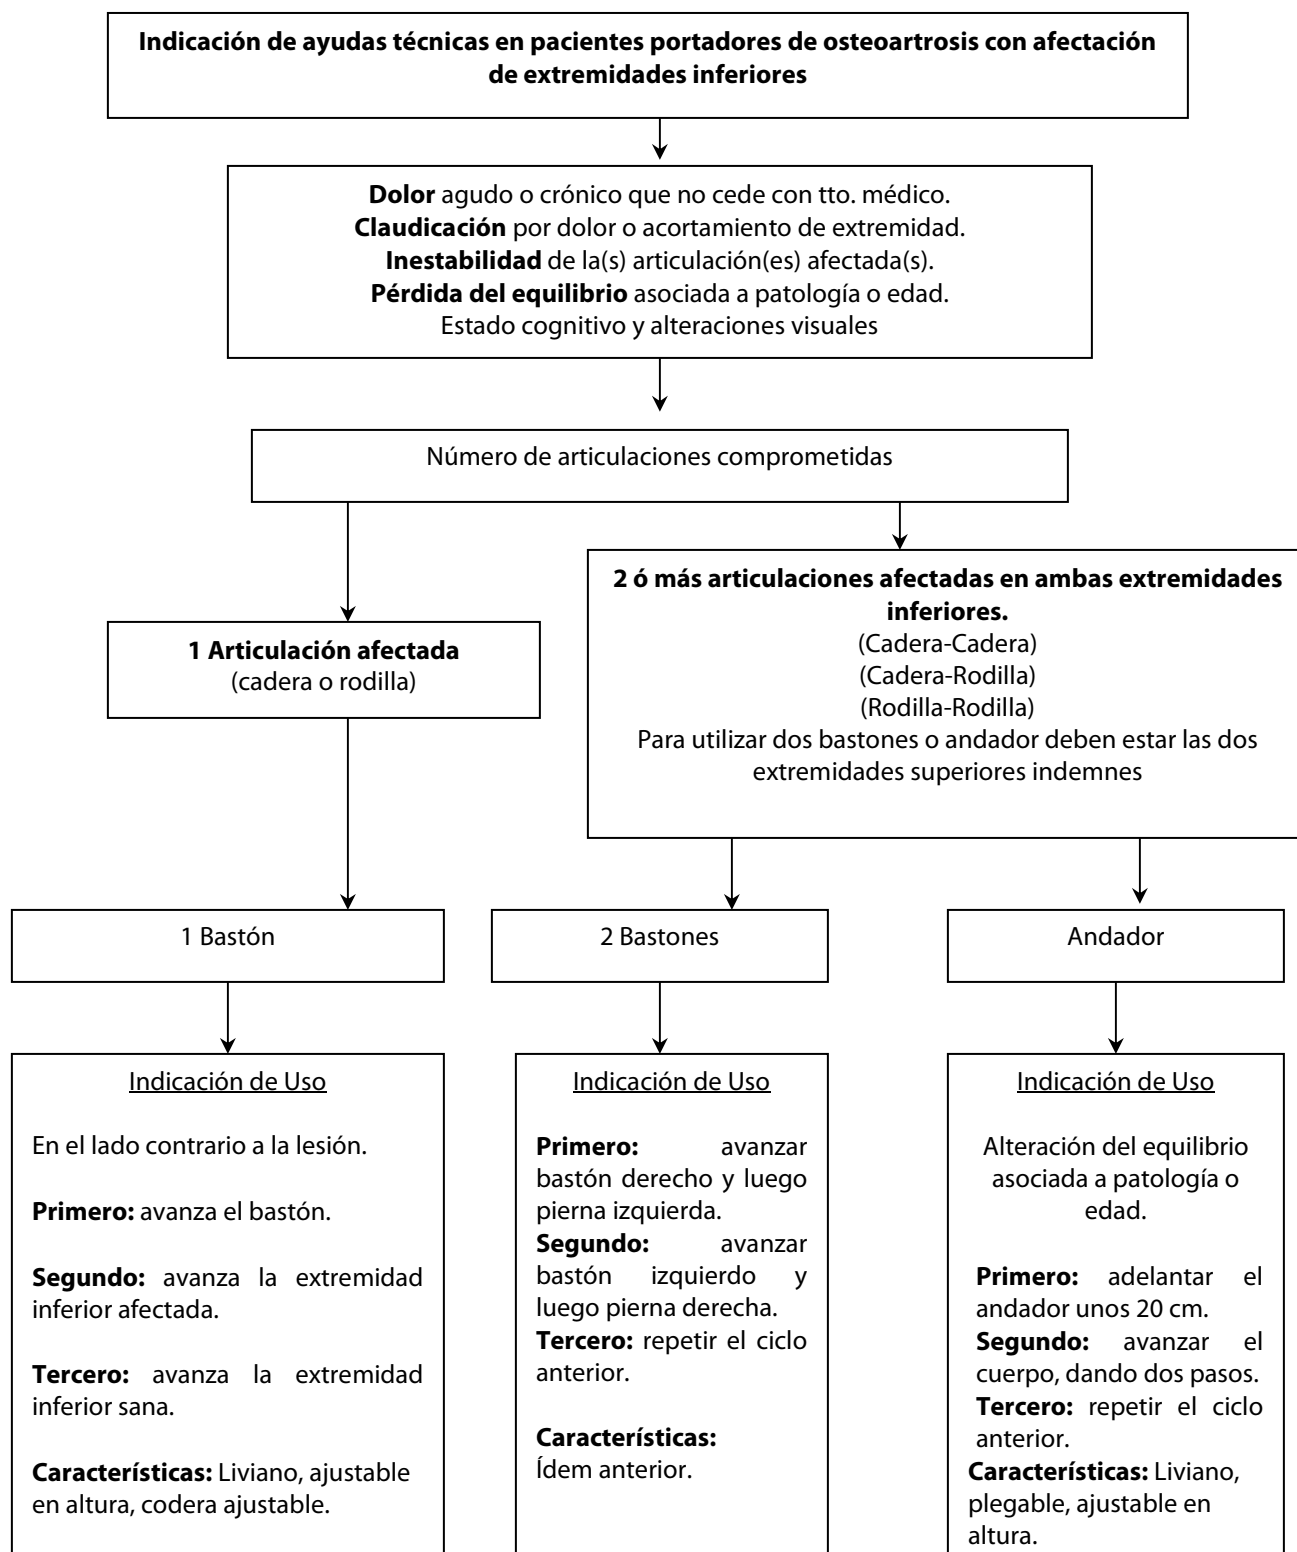 Indicación de ayudas técnicas en pacientes portadores de osteoartrosis con afectación
de extremidades inferiores
Dolor agudo o crónico que no cede con tto. médico.
Claudicación por dolor o acortamiento de extremidad.
Inestabilidad de la(s) articulación(es) afectada(s).
Pérdida del equilibrio asociada a patología o edad.
Estado cognitivo y alteraciones visuales
Número de articulaciones comprometidas
1 Articulación afectada
(cadera o rodilla)
2 ó más articulaciones afectadas en ambas extremidades
inferiores.
(Cadera-Cadera)
(Cadera-Rodilla)
(Rodilla-Rodilla)
Para utilizar dos bastones o andador deben estar las dos
extremidades superiores indemnes
1 Bastón
2 Bastones
Andador
Indicación de Uso
En el lado contrario a la lesión.
Primero: avanza el bastón.
Segundo: avanza la extremidad
inferior afectada.
Tercero: avanza la extremidad
inferior sana.
Características: Liviano, ajustable
en altura, codera ajustable.
Indicación de Uso
Primero: avanzar
bastón derecho y luego
pierna izquierda.
Segundo: avanzar
bastón izquierdo y
luego pierna derecha.
Tercero: repetir el ciclo
anterior.
Características:
Ídem anterior.
Indicación de Uso
Alteración del equilibrio
asociada a patología o
edad.
Primero: adelantar el
andador unos 20 cm.
Segundo: avanzar el
cuerpo, dando dos pasos.
Tercero: repetir el ciclo
anterior.
Características: Liviano,
plegable, ajustable en
altura.